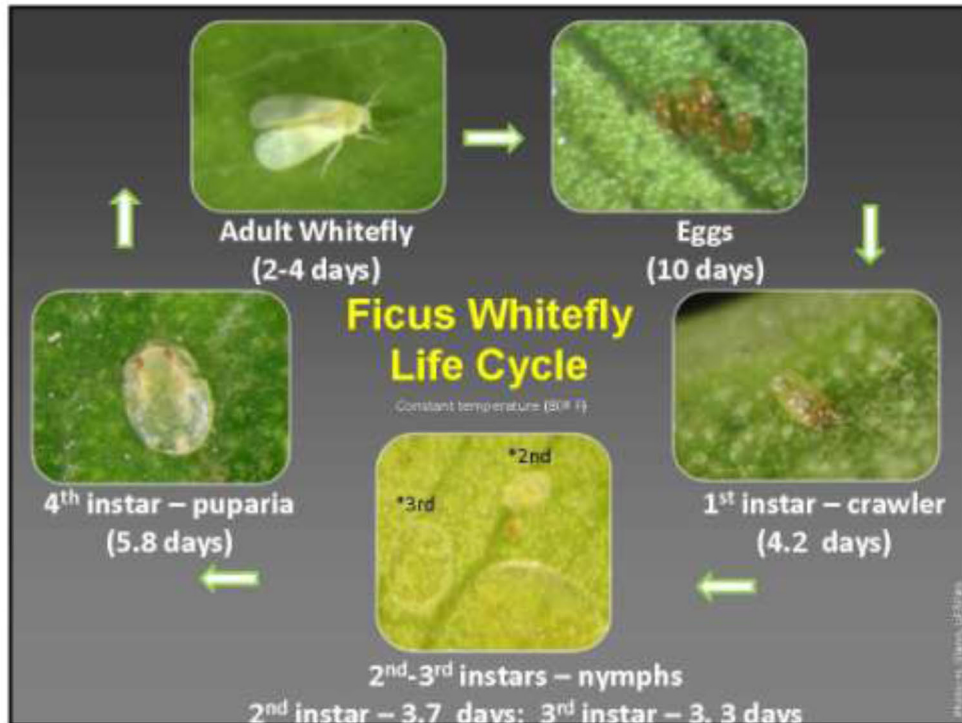 Adult Whitefly
(2-4 days)
Eggs
(10 days)
Ficus Whitefly
Life Cycle
Constant temperature
1st instar – crawler
(4.2 days)
*2nd
*3rd
2nd-3rd instars – nymphs
2nd instar – 3.7 days; 3rd instar – 3. 3 days
4th instar – puparia
(5.8 days)